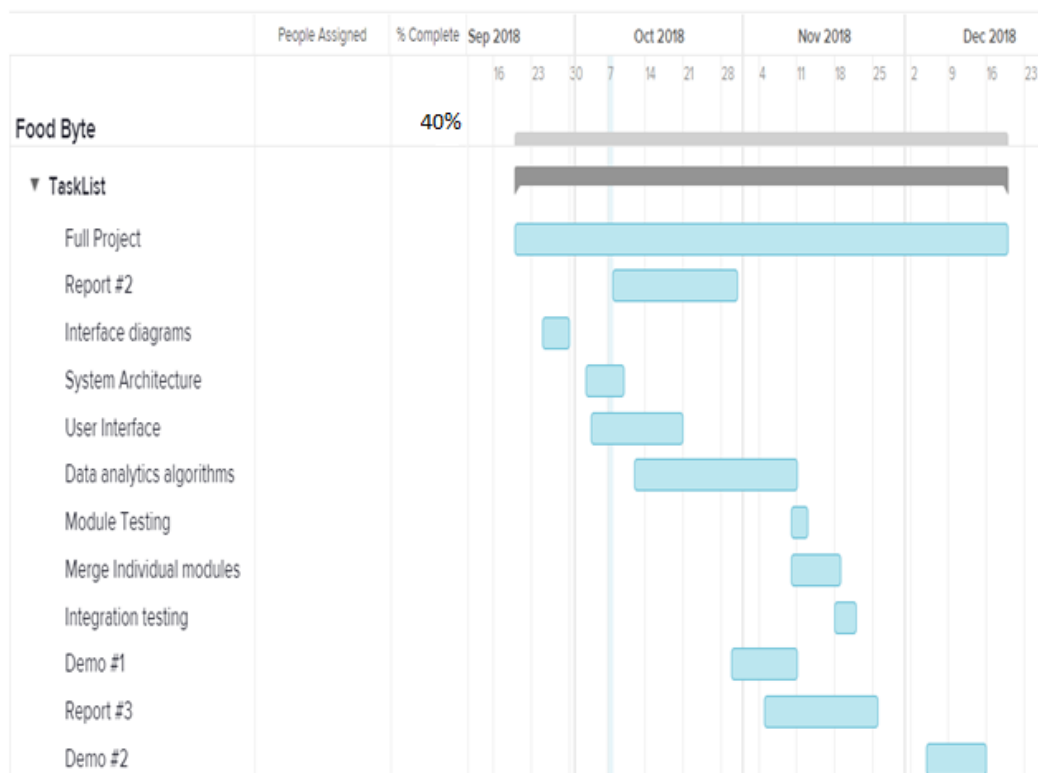 People Assigned % Complete Sep 2018 Oct 2018 Nov 2018 Dec 2018
16 23 30 7 14 21 28 4 11 18 25 2 9 16 23
Food Byte 40%
▼ TaskList
Full Project
Report #2
Interface diagrams
System Architecture
User Interface
Data analytics algorithms
Module Testing
Merge Individual modules
Integration testing
Demo #1
Report #3
Demo #2